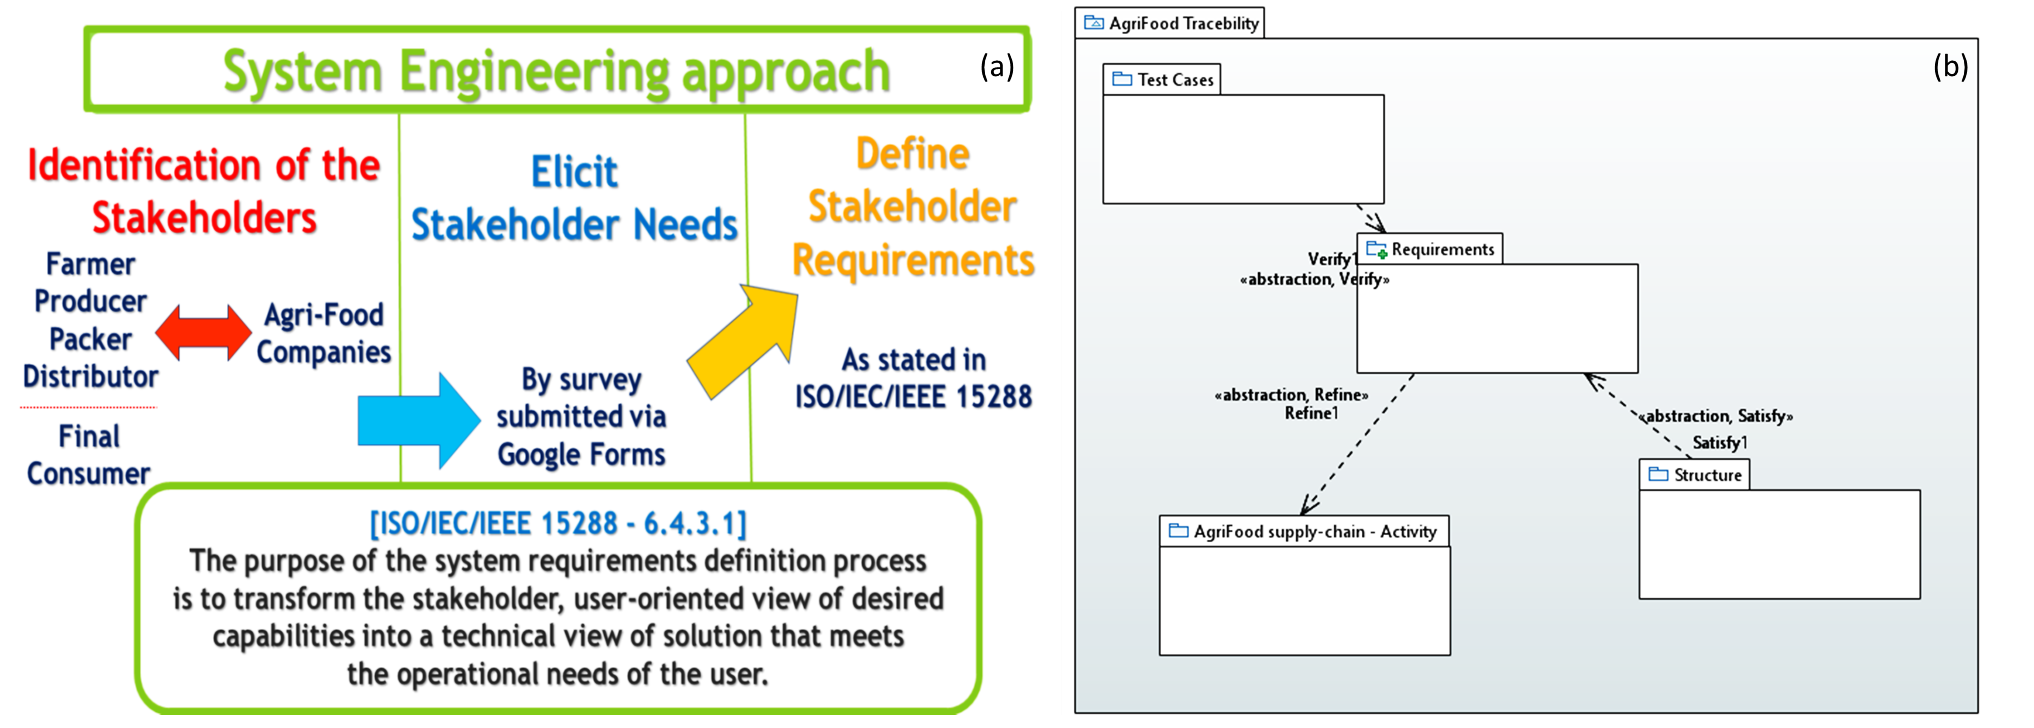 System Engineering approach
(a)
Identification of the
Stakeholders
Farmer
Producer
Packer
Distributor
Agri-Food
Companies
Final
Consumer
Elicit
Stakeholder Needs
By survey
submitted via
Google Forms
Define
Stakeholder
Requirements
As stated in
ISO/IEC/IEEE 15288
[ISO/IEC/IEEE 15288 - 6.4.3.1]
The purpose of the system requirements definition process
is to transform the stakeholder, user-oriented view of desired
capabilities into a technical view of solution that meets
the operational needs of the user.
AgriFood Tracebility
(b)
Test Cases
Requirements
Verify1
«abstraction, Verify»
«abstraction, Refine»
Refine1
«abstraction, Satisfy»
Satisfy1
Structure
AgriFood supply-chain - Activity